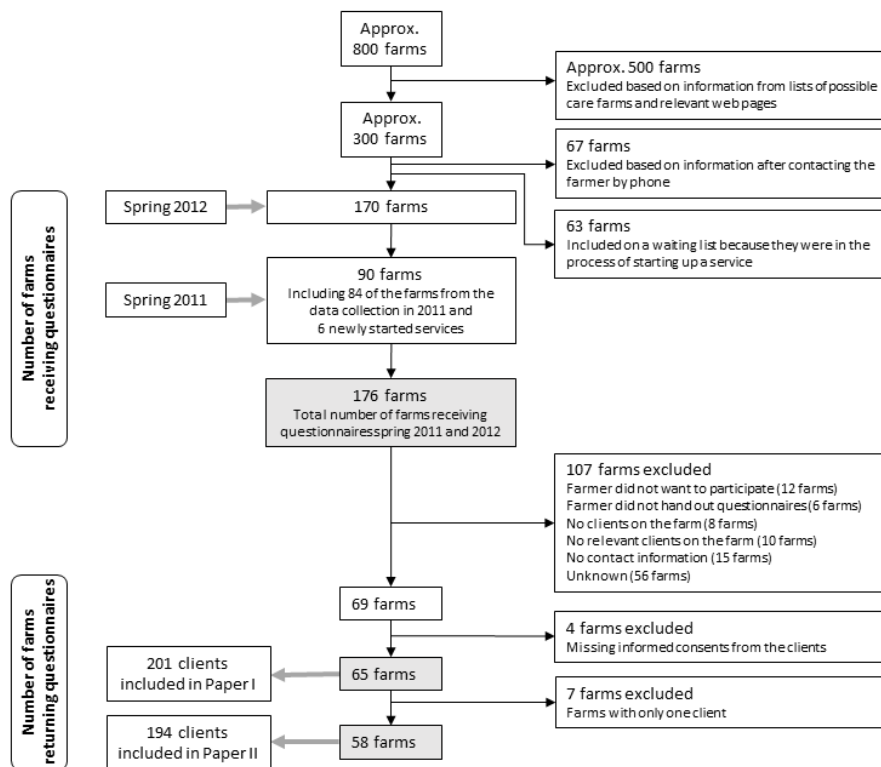 Approx.
800 farms
Approx. 500 farms
Excluded based on information from lists of possible
care farms and relevant web pages
Approx.
300 farms
67 farms
Excluded based on information after contacting the
farmer by phone
Number of farms
receiving questionnaires
Spring 2012
170 farms
63 farms
Included on a waiting list because they were in the
process of starting up a service
Spring 2011
90 farms
Including 84 of the farms from the
data collection in 2011 and
6 newly started services
176 farms
Total number of farms receiving
questionnaires spring 2011 and 2012
107 farms excluded
Farmer did not want to participate (12 farms)
Farmer did not hand out questionnaires (6 farms)
No clients on the farm (8 farms)
No relevant clients on the farm (10 farms)
No contact information (15 farms)
Unknown (56 farms)
Number of farms
returning questionnaires
69 farms
4 farms excluded
Missing informed consents from the clients
201 clients
included in Paper I
65 farms
7 farms excluded
Farms with only one client
194 clients
included in Paper II
58 farms